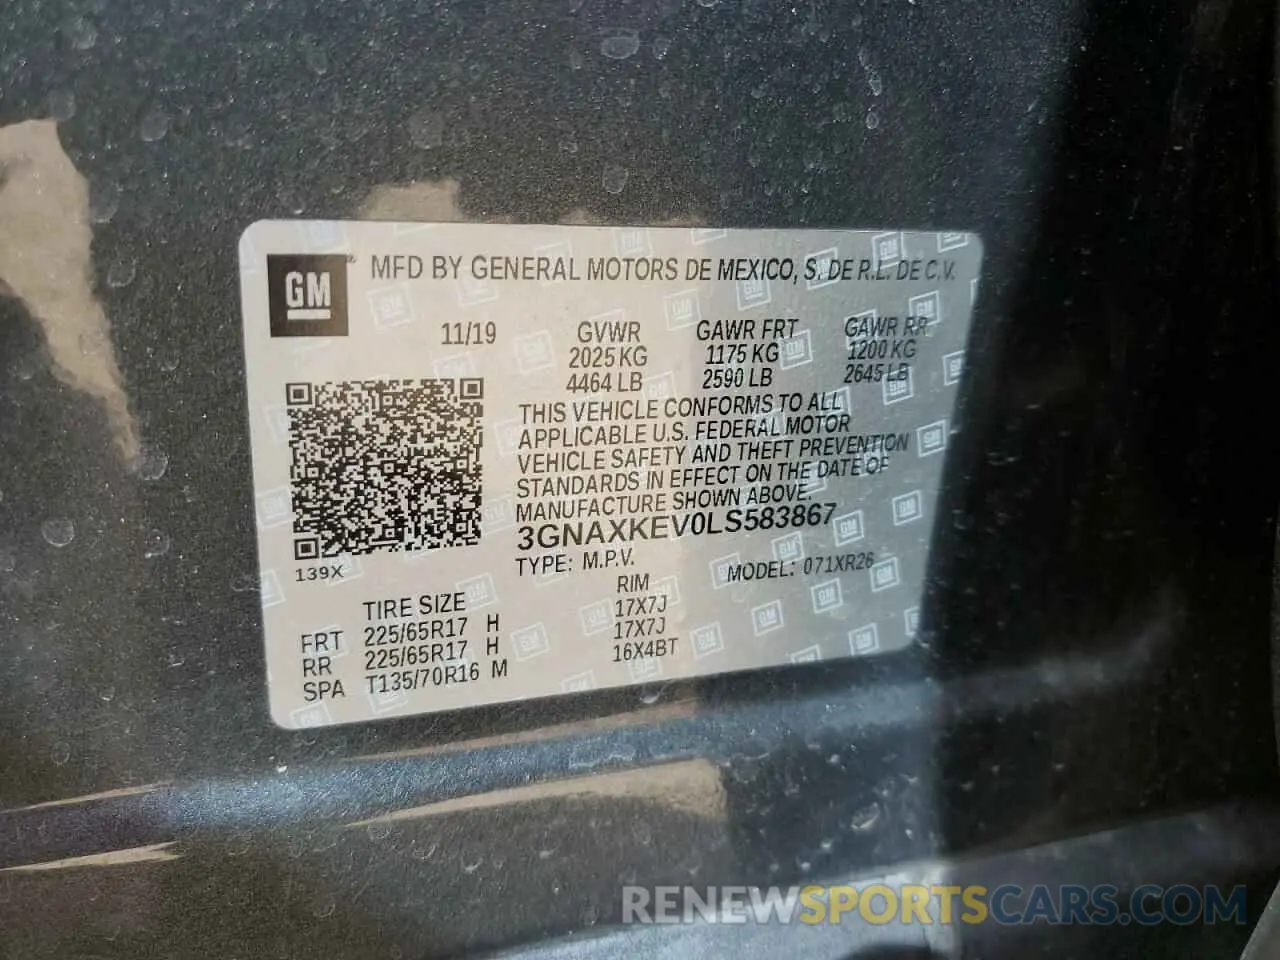 GM
MFD BY GENERAL MOTORS DE MEXICO, S. DE R.L. DE C.V.
11/19 GVWR GAWR FRT GAWR RR
2025 KG 1175 KG 1200 KG
4464 LB 2590 LB 2645 LB
THIS VEHICLE CONFORMS TO ALL
APPLICABLE U.S. FEDERAL MOTOR
VEHICLE SAFETY AND THEFT PREVENTION
STANDARDS IN EFFECT ON THE DATE OF
MANUFACTURE SHOWN ABOVE.
3GNAXKEV0LS583867
TYPE: M.P.V. MODEL: 071XR26
139X
TIRE SIZE RIM
FRT 225/65R17 H 17X7J
RR 225/65R17 H 17X7J
SPA T135/70R16 M 16X4BT
RENEWSPORTSCARS.COM